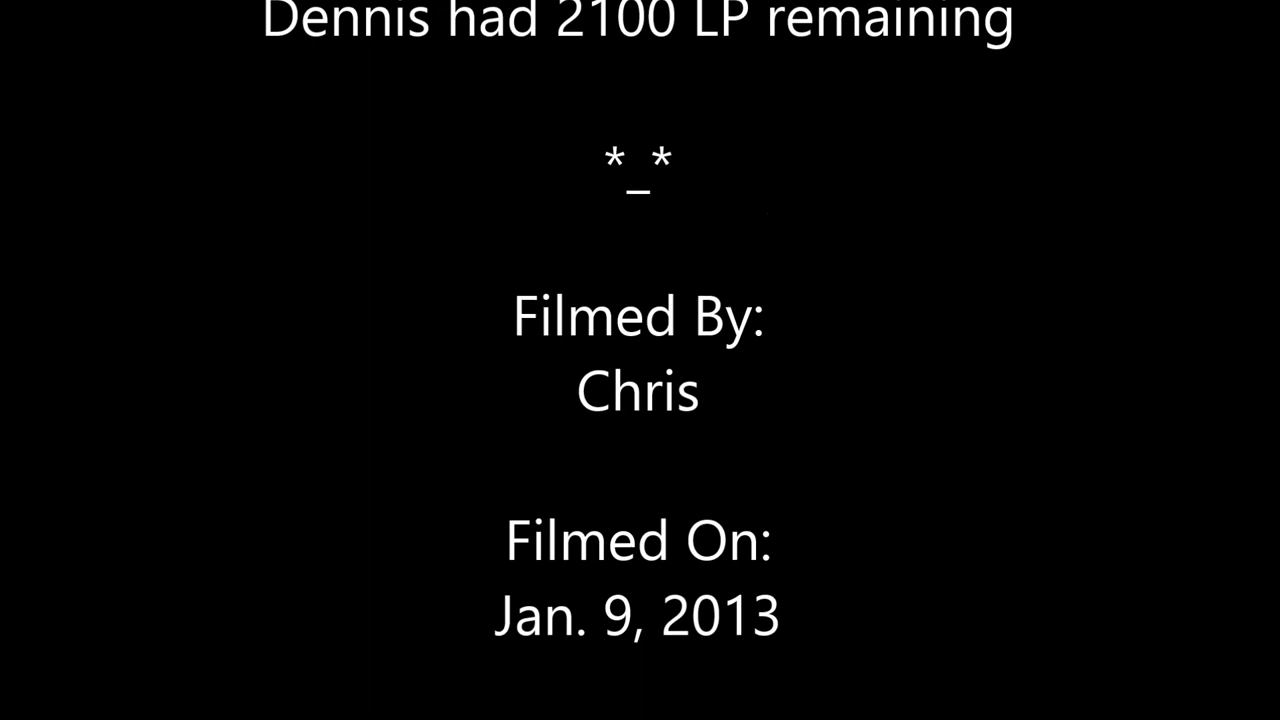 Dennis had 2100 LP remaining
*_*
Filmed By:
Chris
Filmed On:
Jan. 9, 2013